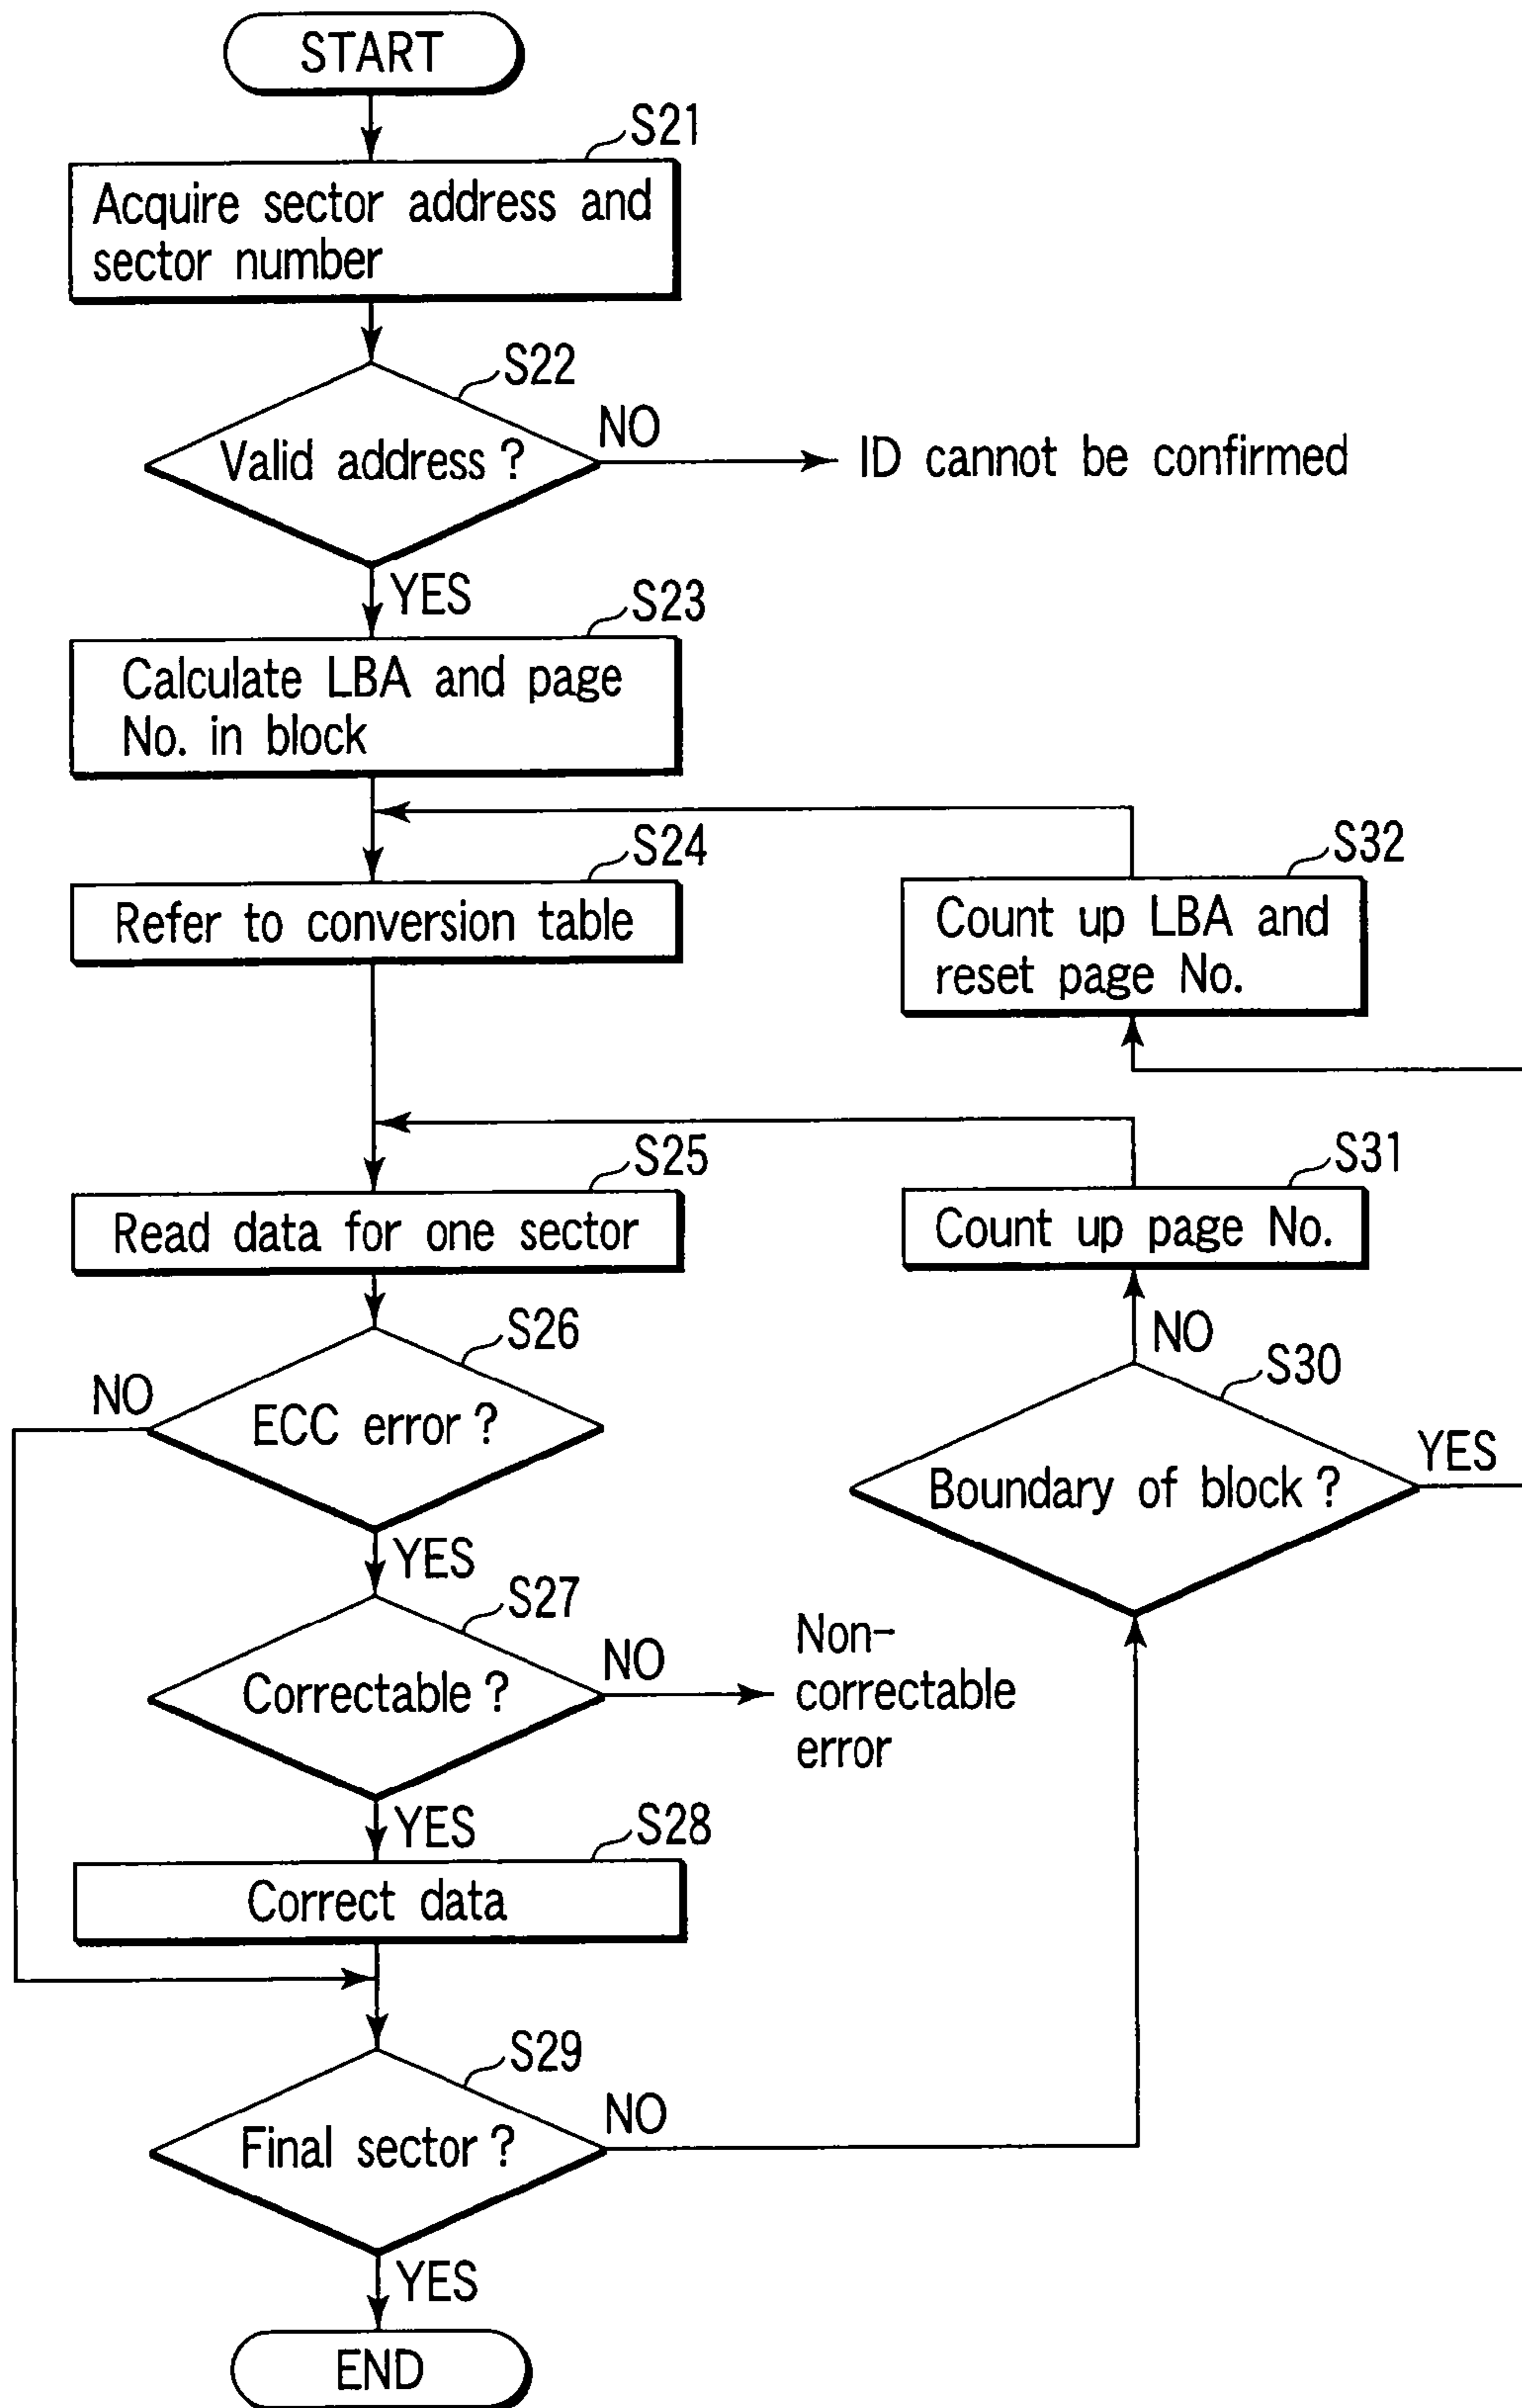 START
S21
Acquire sector address and
sector number
S22
Valid address ?
NO
ID cannot be confirmed
YES
S23
Calculate LBA and page
No. in block
S24
Refer to conversion table
S32
Count up LBA and
reset page No.
S25
Read data for one sector
S31
Count up page No.
S26
NO
ECC error ?
YES
NO
S30
Boundary of block ?
YES
S27
Correctable ?
NO
Non-
correctable
error
YES
S28
Correct data
S29
Final sector ?
NO
YES
END